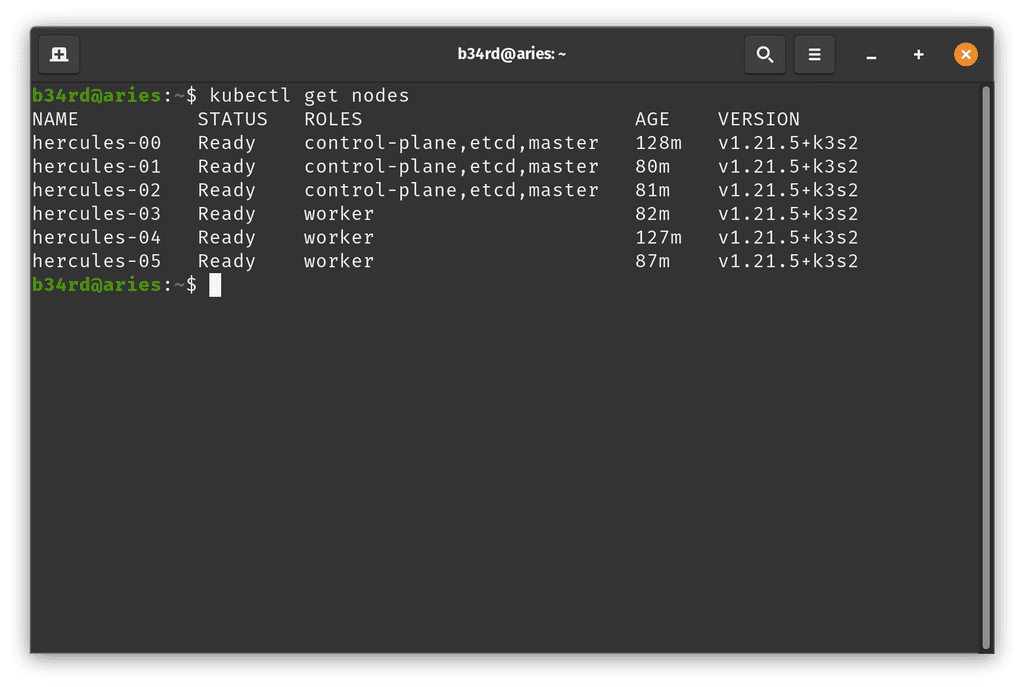 b34rd@aries: ~
b34rd@aries:~$ kubectl get nodes
NAME STATUS ROLES AGE VERSION
hercules-00 Ready control-plane,etcd,master 128m v1.21.5+k3s2
hercules-01 Ready control-plane,etcd,master 80m v1.21.5+k3s2
hercules-02 Ready control-plane,etcd,master 81m v1.21.5+k3s2
hercules-03 Ready worker 82m v1.21.5+k3s2
hercules-04 Ready worker 127m v1.21.5+k3s2
hercules-05 Ready worker 87m v1.21.5+k3s2
b34rd@aries:~$